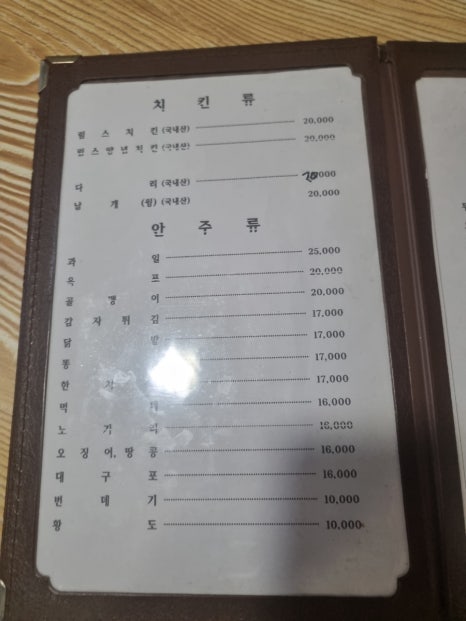 치 킨 류
필 스 치 킨 (국내산) 20,000
필스양념치킨 (국내산) 20,000
다 리 (국내산) 20,000
날 개 (윙) (국내산) 20,000
안 주 류
과 일 25,000
옥 프 20,000
골 뱅 이 20,000
감 자 튀 김 17,000
닭 발 17,000
똥 17,000
한 17,000
먹 16,000
노 가 리 16,000
오 징 어, 땅 콩 16,000
대 구 포 16,000
번 데 기 10,000
황 도 10,000